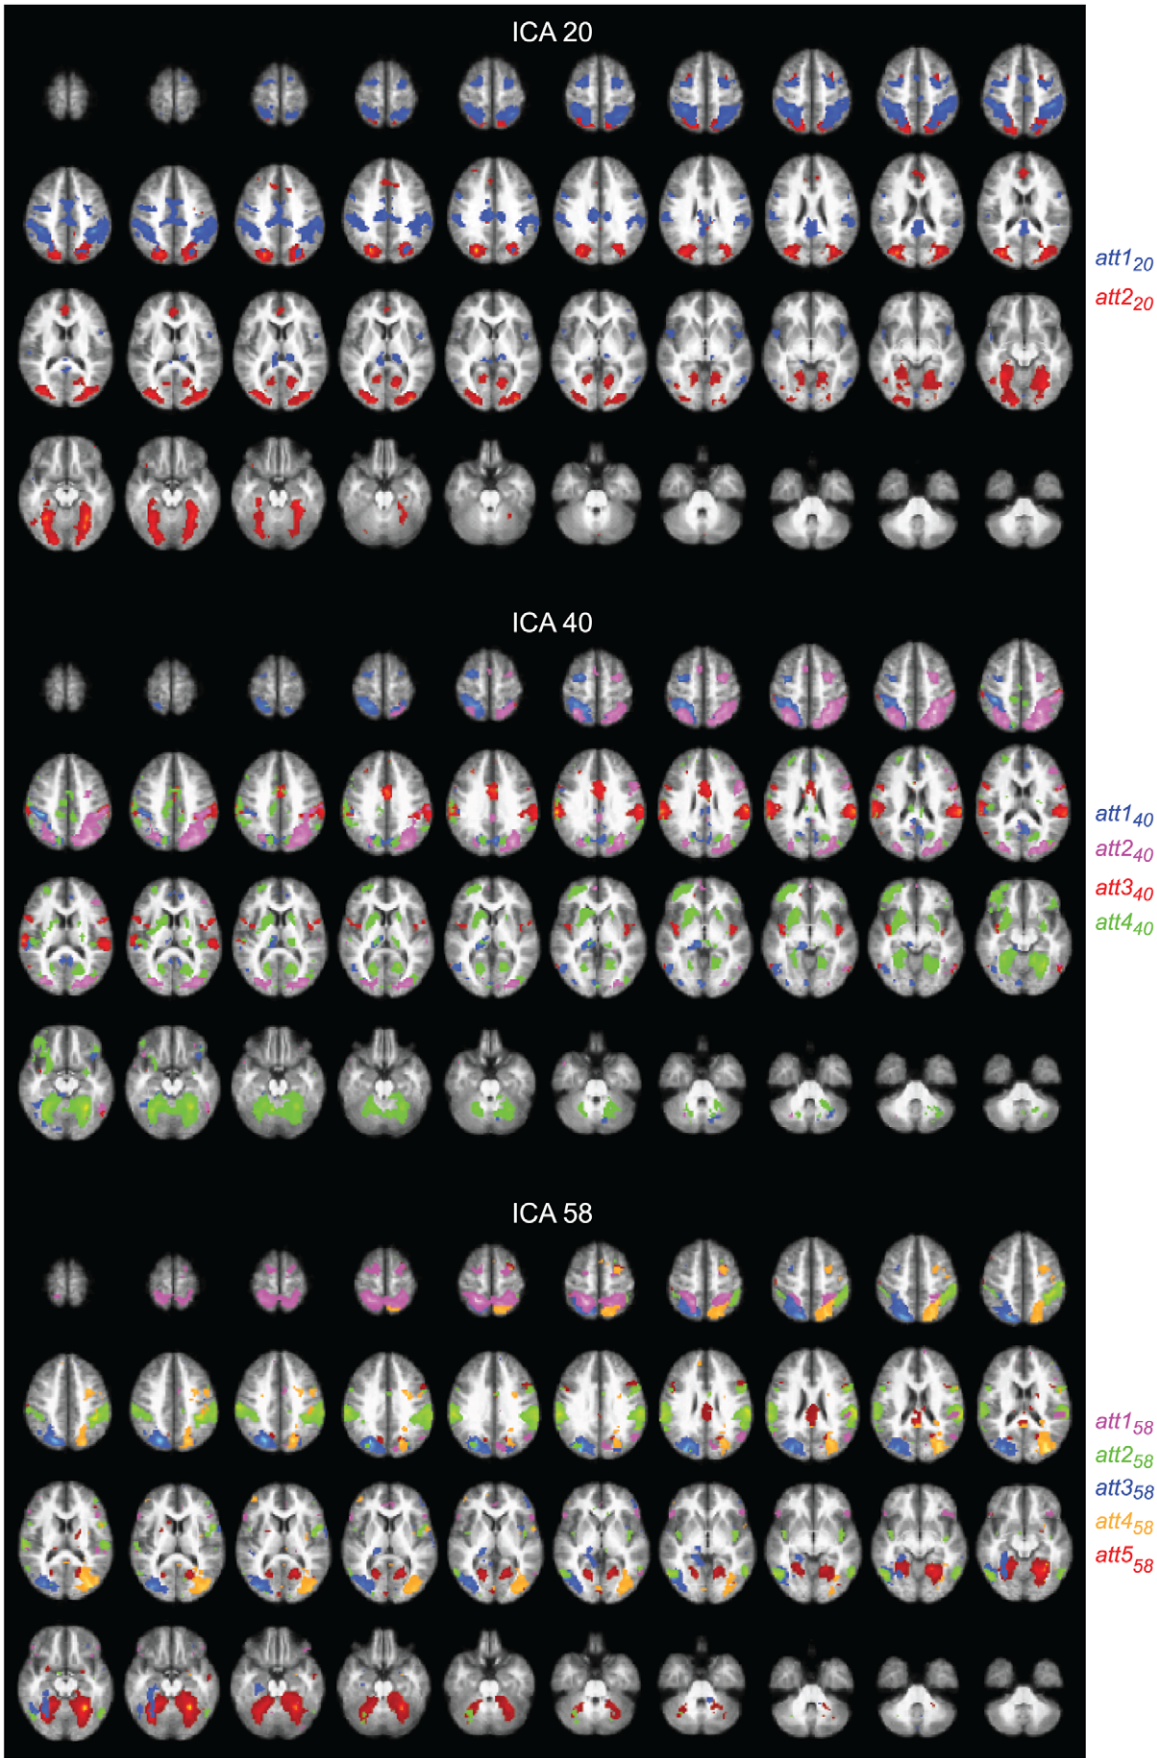 ICA 20
att1₂₀
att2₂₀
ICA 40
att1₄₀
att2₄₀
att3₄₀
att4₄₀
ICA 58
att1₅₈
att2₅₈
att3₅₈
att4₅₈
att5₅₈